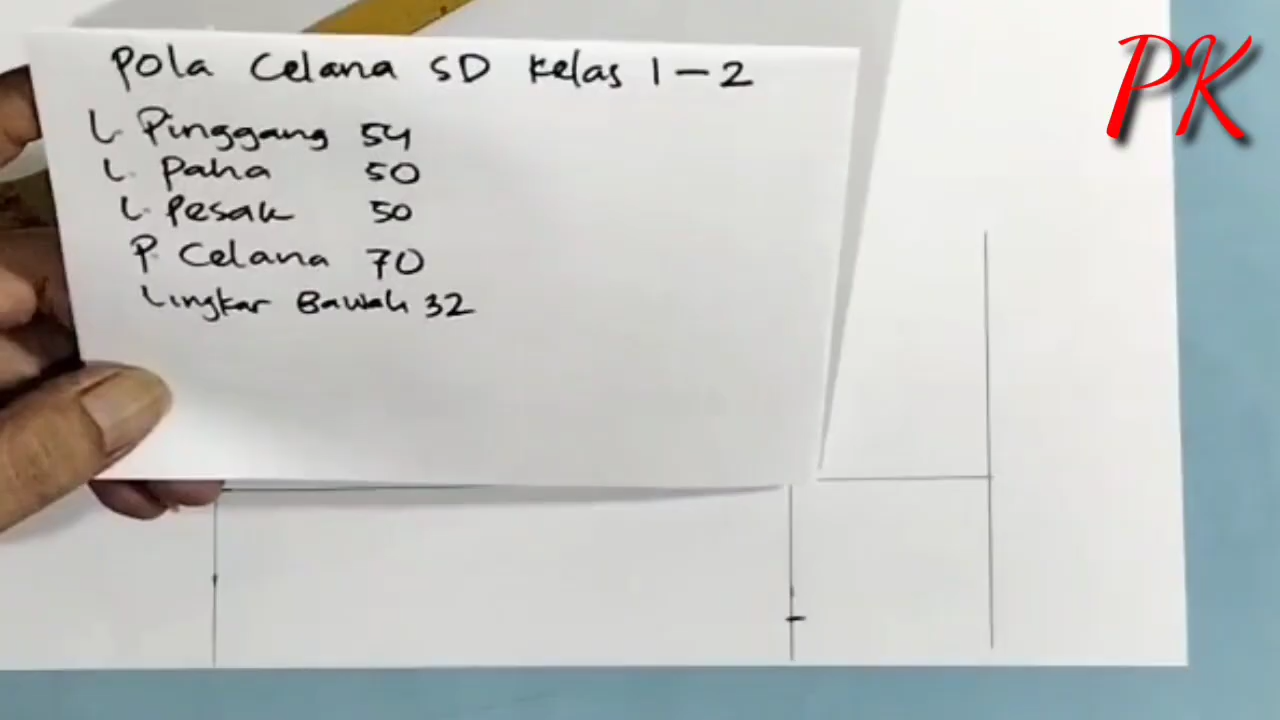 Pola Celana SD Kelas 1-2
L. Pinggang 54
L. Paha 50
L. Pesak 50
P. Celana 70
Lingkar Bawah 32
PK